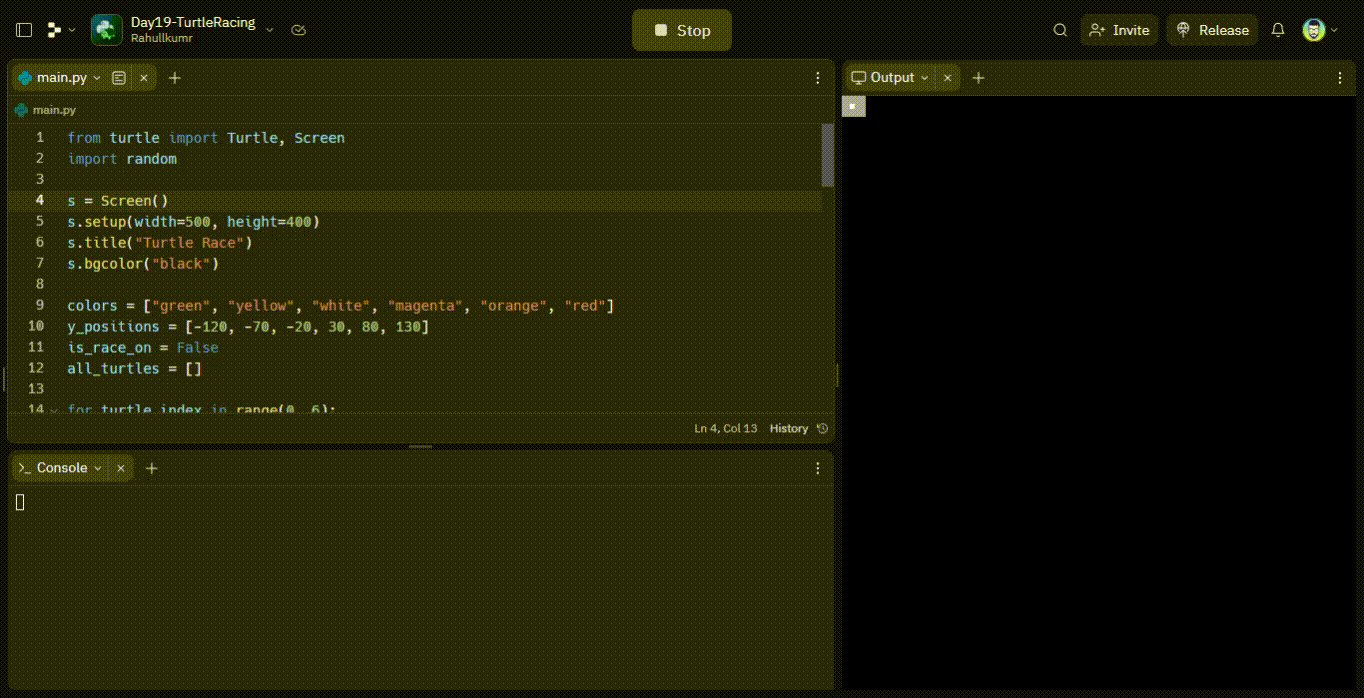 Day19-TurtleRacing
Rahullkumr
Stop
Invite
Release
main.py
Output
main.py
1 from turtle import Turtle, Screen
2 import random
3
4 s = Screen()
5 s.setup(width=500, height=400)
6 s.title("Turtle Race")
7 s.bgcolor("black")
8
9 colors = ["green", "yellow", "white", "magenta", "orange", "red"]
10 y_positions = [-120, -70, -20, 30, 80, 130]
11 is_race_on = False
12 all_turtles = []
13
14 for turtle_index in range(0, 6):
Ln 4, Col 13 History
Console